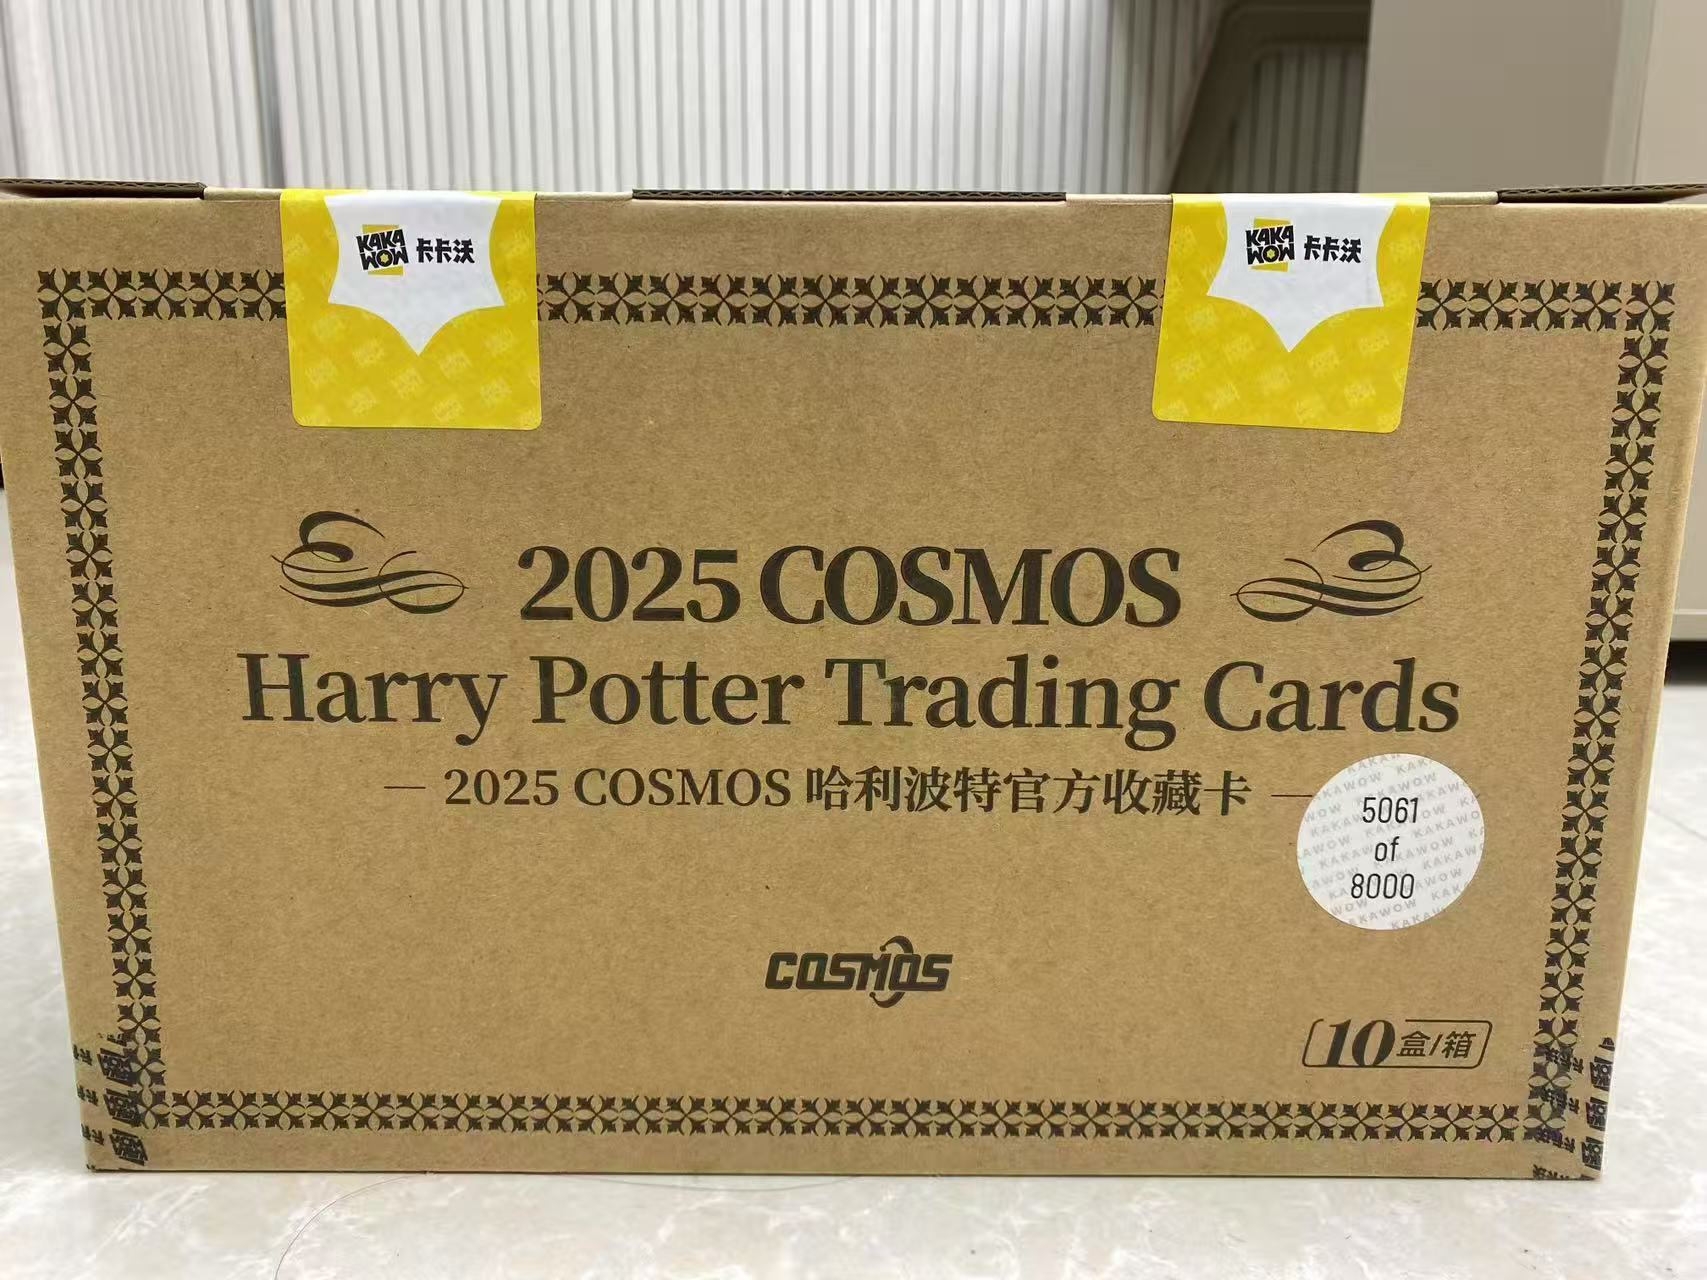 KAKA WOW 卡卡沃
KAKA WOW 卡卡沃
2025 COSMOS
Harry Potter Trading Cards
— 2025 COSMOS 哈利波特官方收藏卡 —
5061
of
8000
COSMOS
10盒/箱